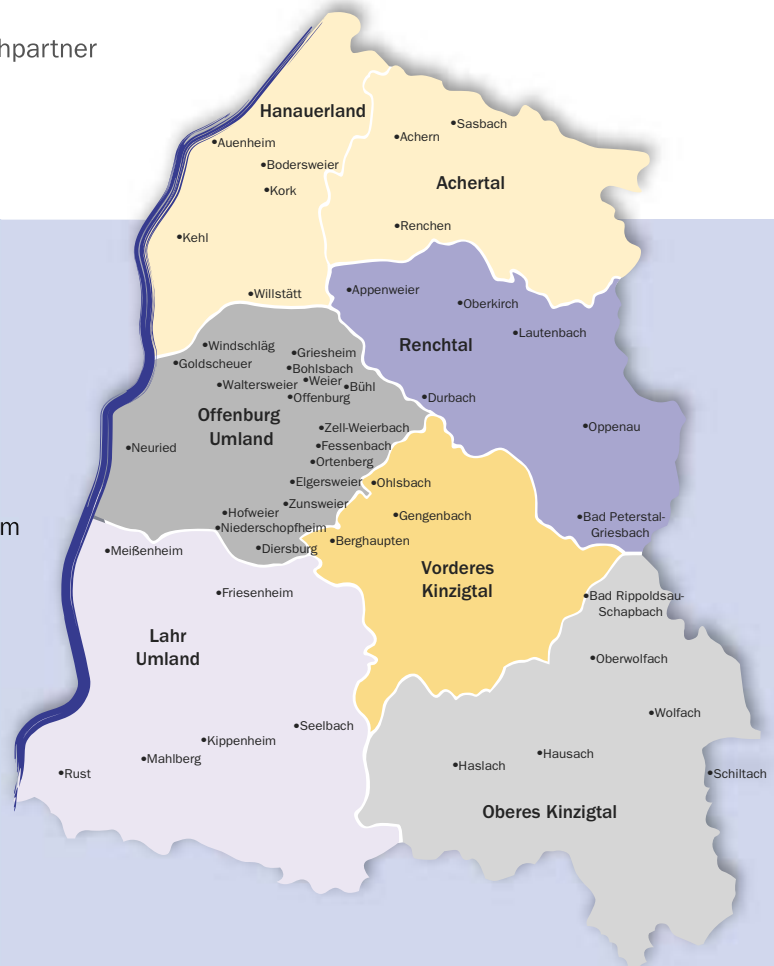 hpartner
Hanauerland
•Auenheim
•Bodersweier
•Kork
•Kehl
•Willstätt
•Sasbach
•Achern
Achertal
•Renchen
•Appenweier
•Oberkirch
•Lautenbach
Renchtal
•Durbach
•Oppenau
•Bad Peterstal-
Griesbach
•Windschläg
•Griesheim
•Goldscheuer
•Bohlsbach
•Waltersweier
•Weier
•Bühl
•Offenburg
Offenburg
Umland
•Zell-Weierbach
•Neuried
•Fessenbach
•Ortenberg
•Elgersweier
•Zunsweier
•Hofweier
•Niederschopfheim
•Diersburg
m
•Ohlsbach
•Gengenbach
•Berghaupten
Vorderes
Kinzigtal
•Meißenheim
•Friesenheim
Lahr
Umland
•Seelbach
•Kippenheim
•Mahlberg
•Rust
•Bad Rippoldsau-
Schapbach
•Oberwolfach
•Wolfach
•Hausach
•Haslach
•Schiltach
Oberes Kinzigtal